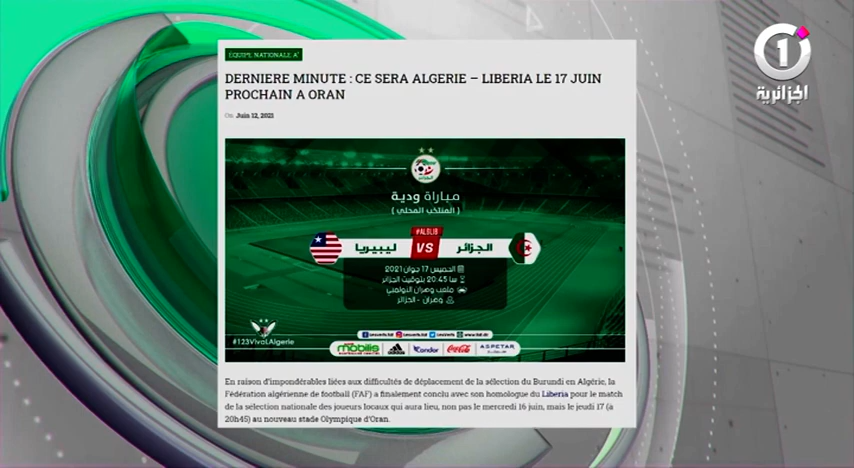 1
الجزائرية
ÉQUIPE NATIONALE A'
DERNIERE MINUTE : CE SERA ALGERIE – LIBERIA LE 17 JUIN
PROCHAIN A ORAN
On Juin 12, 2021
مباراة ودية
( المنتخب المحلي )
#ALGLIB
الجزائر VS ليبيريا
الخميس 17 جوان 2021
سا 20:45 بتوقيت الجزائر
ملعب وهران الأولمبي
وهران - الجزائر
#123VivaLAlgerie
mobilis adidas Condor Coca-Cola ASPETAR
En raison d'impondérables liées aux difficultés de déplacement de la sélection du Burundi en Algérie, la
Fédération algérienne de football (FAF) a finalement conclu avec son homologue du Liberia pour le match
de la sélection nationale des joueurs locaux qui aura lieu, non pas le mercredi 16 juin, mais le jeudi 17 (à
20h45) au nouveau stade Olympique d'Oran.